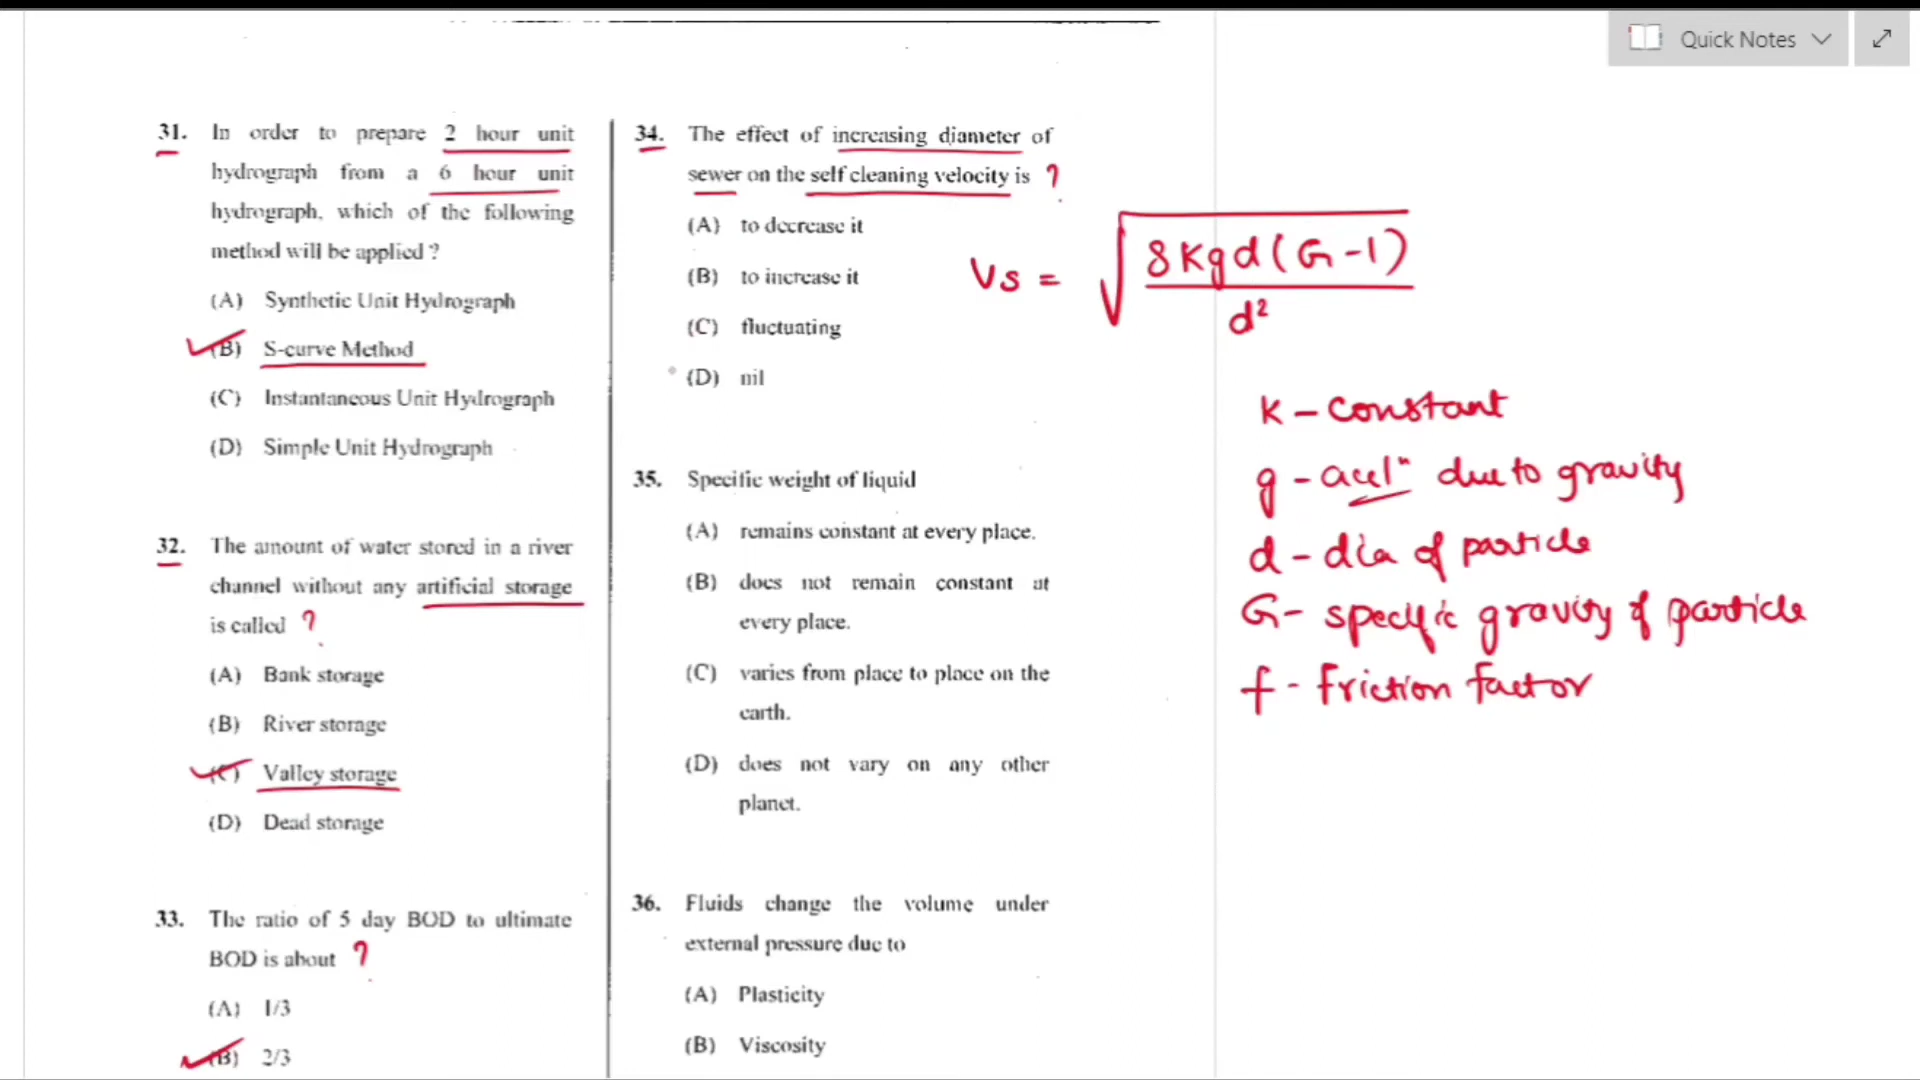 Quick Notes
31. In order to prepare 2 hour unit
hydrograph from a 6 hour unit
hydrograph, which of the following
method will be applied ?
(A) Synthetic Unit Hydrograph
(B) S-curve Method
(C) Instantaneous Unit Hydrograph
(D) Simple Unit Hydrograph
32. The amount of water stored in a river
channel without any artificial storage
is called ?
(A) Bank storage
(B) River storage
(C) Valley storage
(D) Dead storage
33. The ratio of 5 day BOD to ultimate
BOD is about ?
(A) 1/3
(B) 2/3
34. The effect of increasing diameter of
sewer on the self cleaning velocity is ?
(A) to decrease it
(B) to increase it
(C) fluctuating
(D) nil
35. Specific weight of liquid
(A) remains constant at every place.
(B) does not remain constant at
every place.
(C) varies from place to place on the
earth.
(D) does not vary on any other
planet.
36. Fluids change the volume under
external pressure due to
(A) Plasticity
(B) Viscosity
Vs = √ 8Kgd(G-1)
d²
K - constant
g - acclⁿ due to gravity
d - dia of particle
G - specific gravity of particle
f - Friction factor